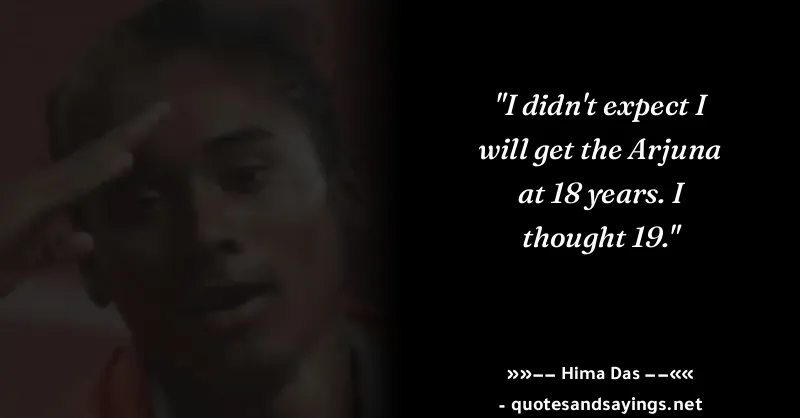 "I didn't expect I
will get the Arjuna
at 18 years. I
thought 19."
»»–– Hima Das ––««
- quotesandsayings.net